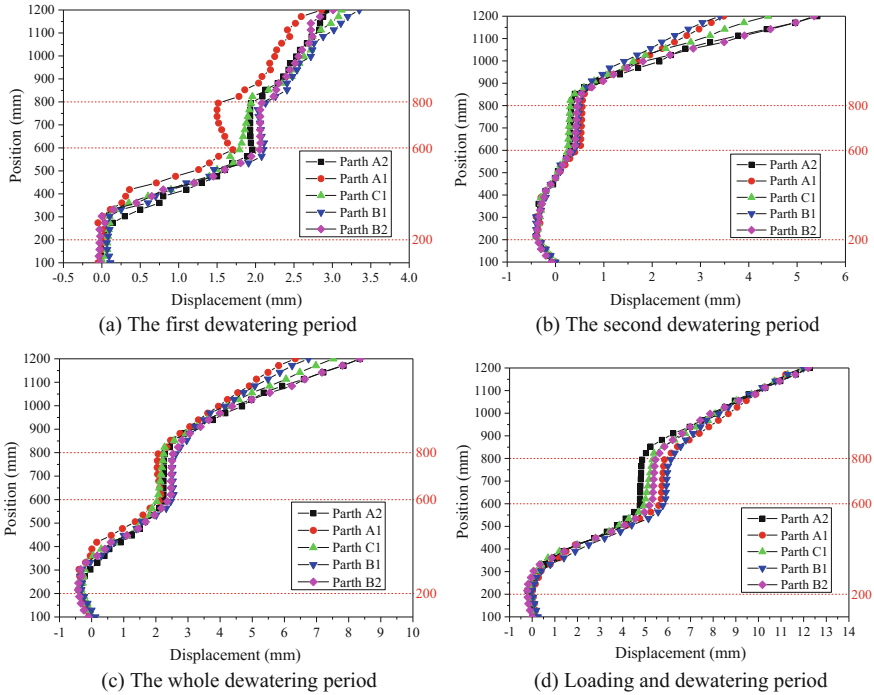 1200
1100
1000
900
800
700
600
500
400
300
200
100
Position (mm)
800
600
200
Parth A2
Parth A1
Parth C1
Parth B1
Parth B2
-0.5 0.0 0.5 1.0 1.5 2.0 2.5 3.0 3.5 4.0
Displacement (mm)
(a) The first dewatering period
1200
1100
1000
900
800
700
600
500
400
300
200
100
Position (mm)
800
600
200
Parth A2
Parth A1
Parth C1
Parth B1
Parth B2
-1 0 1 2 3 4 5 6
Displacement (mm)
(b) The second dewatering period
1200
1100
1000
900
800
700
600
500
400
300
200
100
Position (mm)
800
600
200
Parth A2
Parth A1
Parth C1
Parth B1
Parth B2
-1 0 1 2 3 4 5 6 7 8 9 10
Displacement (mm)
(c) The whole dewatering period
1200
1100
1000
900
800
700
600
500
400
300
200
100
Position (mm)
800
600
200
Parth A2
Parth A1
Parth C1
Parth B1
Parth B2
-1 0 1 2 3 4 5 6 7 8 9 10 11 12 13 14
Displacement (mm)
(d) Loading and dewatering period